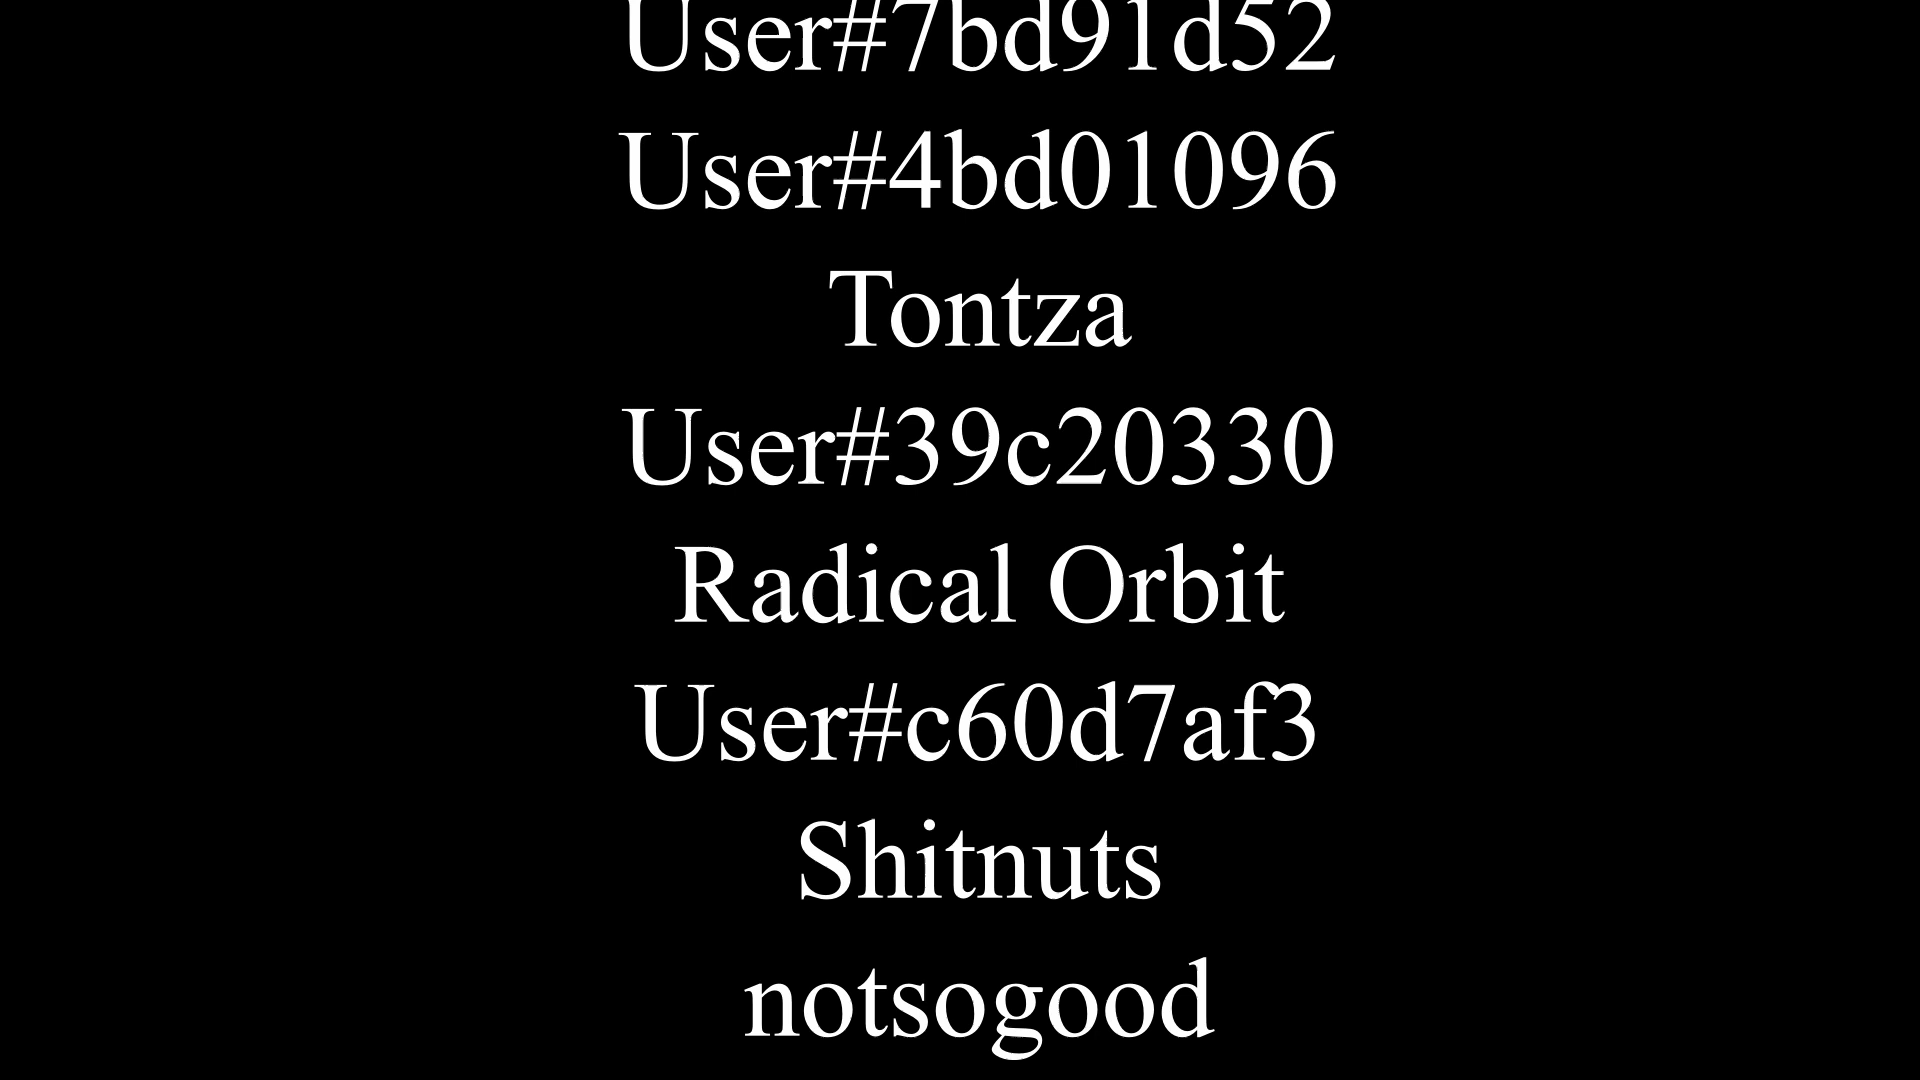 User#7bd91d52
User#4bd01096
Tontza
User#39c20330
Radical Orbit
User#c60d7af3
Shitnuts
notsogood